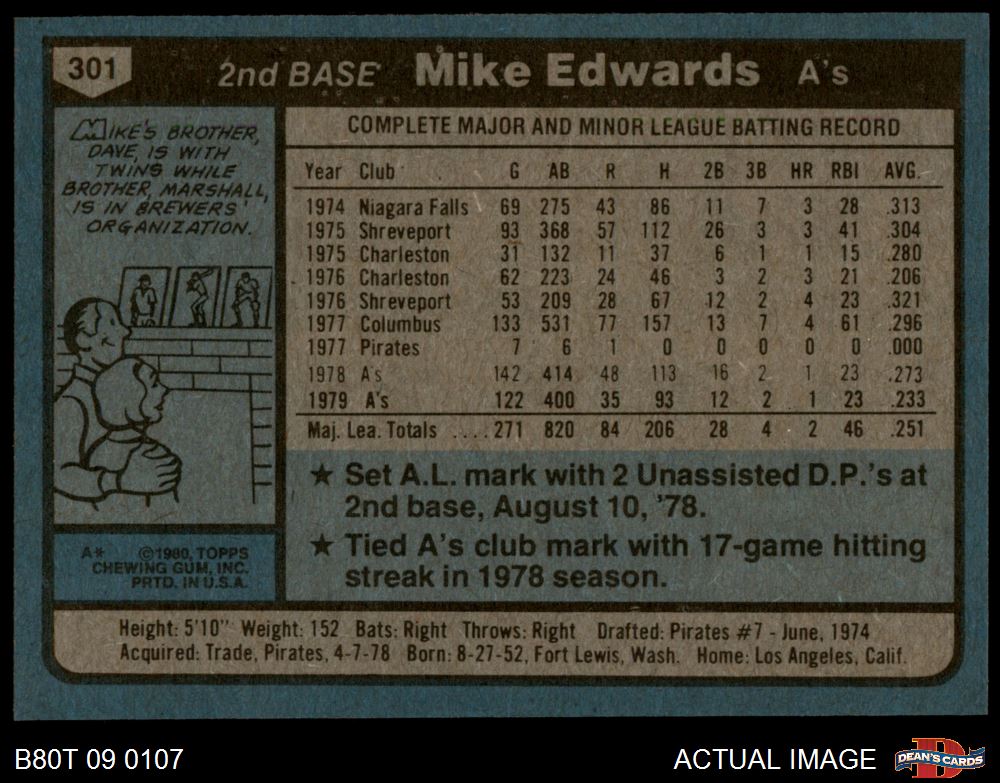 301 2nd BASE Mike Edwards A's
MIKE'S BROTHER,
DAVE, IS WITH
TWINS WHILE
BROTHER, MARSHALL,
IS IN BREWERS'
ORGANIZATION.
A* ©1980, TOPPS
CHEWING GUM, INC.
PRTD. IN U.S.A.
COMPLETE MAJOR AND MINOR LEAGUE BATTING RECORD
Year Club G AB R H 2B 3B HR RBI AVG.
1974 Niagara Falls 69 275 43 86 11 7 3 28 .313
1975 Shreveport 93 368 57 112 26 3 3 41 .304
1975 Charleston 31 132 11 37 6 1 1 15 .280
1976 Charleston 62 223 24 46 3 2 3 21 .206
1976 Shreveport 53 209 28 67 12 2 4 23 .321
1977 Columbus 133 531 77 157 13 7 4 61 .296
1977 Pirates 7 6 1 0 0 0 0 0 .000
1978 A's 142 414 48 113 16 2 1 23 .273
1979 A's 122 400 35 93 12 2 1 23 .233
Maj. Lea. Totals ....271 820 84 206 28 4 2 46 .251
★ Set A.L. mark with 2 Unassisted D.P.'s at
2nd base, August 10, '78.
★ Tied A's club mark with 17-game hitting
streak in 1978 season.
Height: 5'10" Weight: 152 Bats: Right Throws: Right Drafted: Pirates #7 - June, 1974
Acquired: Trade, Pirates, 4-7-78 Born: 8-27-52, Fort Lewis, Wash. Home: Los Angeles, Calif.
B80T 09 0107
ACTUAL IMAGE
D
DEAN'S CARDS